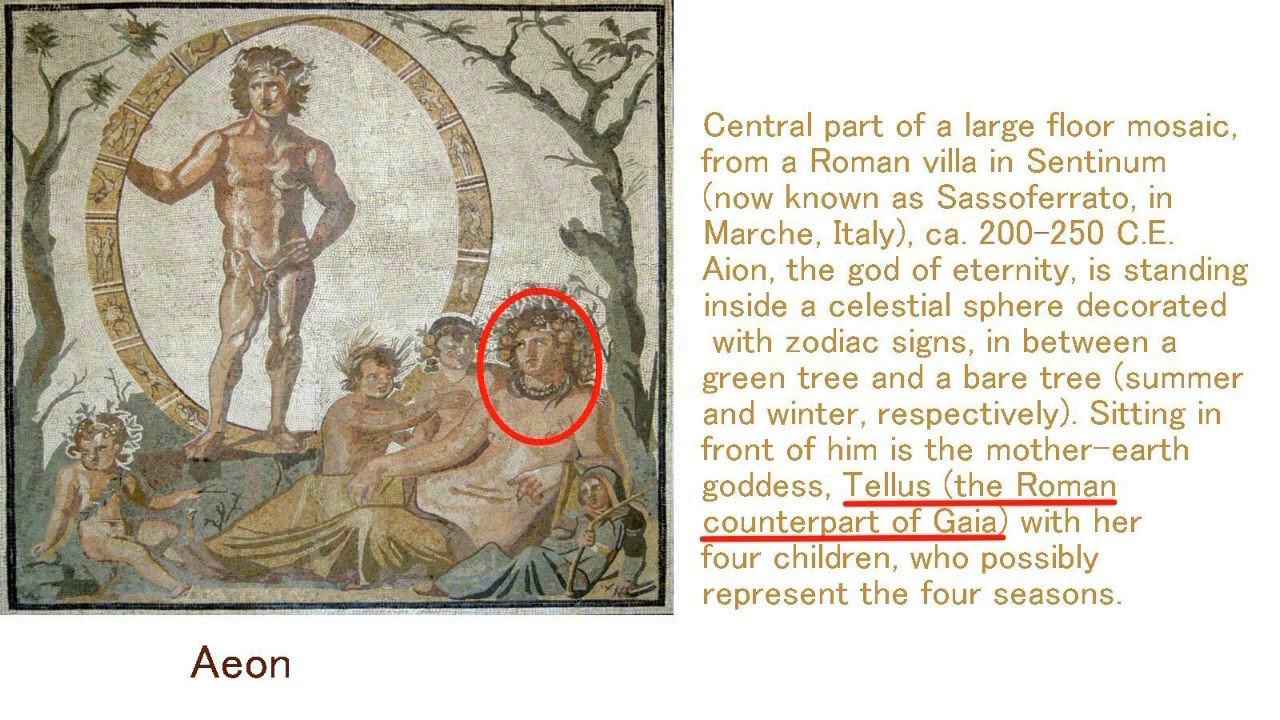 Central part of a large floor mosaic,
from a Roman villa in Sentinum
(now known as Sassoferrato, in
Marche, Italy), ca. 200-250 C.E.
Aion, the god of eternity, is standing
inside a celestial sphere decorated
with zodiac signs, in between a
green tree and a bare tree (summer
and winter, respectively). Sitting in
front of him is the mother-earth
goddess, Tellus (the Roman
counterpart of Gaia) with her
four children, who possibly
represent the four seasons.
Aeon